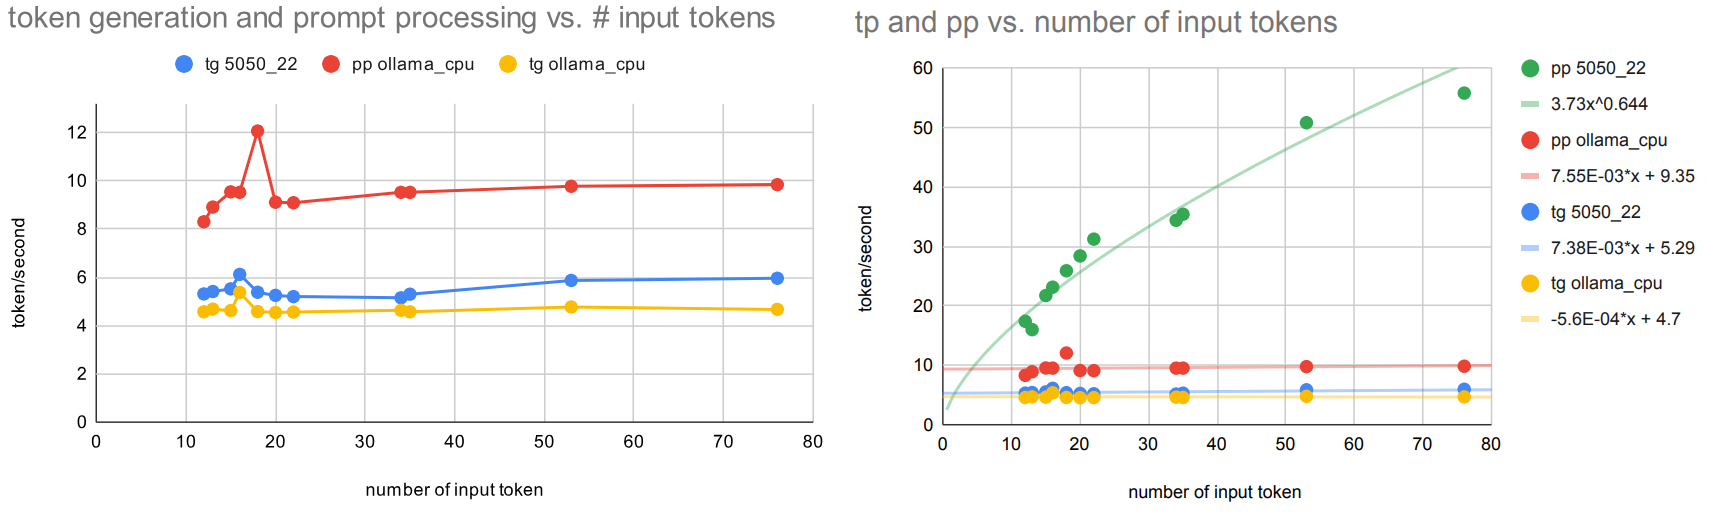 token generation and prompt processing vs. # input tokens
tg 5050_22 pp ollama_cpu tg ollama_cpu
12
10
8
6
4
2
0
token/second
0 10 20 30 40 50 60 70 80
number of input token
tp and pp vs. number of input tokens
60
50
40
30
20
10
0
token/second
0 10 20 30 40 50 60 70 80
number of input token
pp 5050_22
3.73x^0.644
pp ollama_cpu
7.55E-03*x + 9.35
tg 5050_22
7.38E-03*x + 5.29
tg ollama_cpu
-5.6E-04*x + 4.7